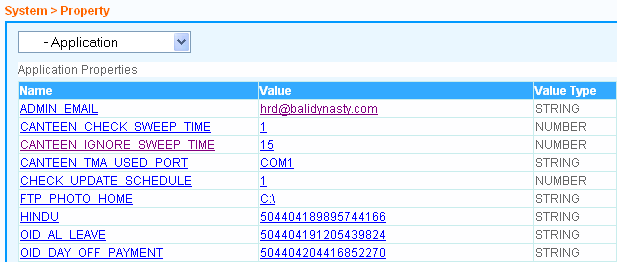 System > Property
- Application
Application Properties
Name Value Value Type
ADMIN_EMAIL hrd@balidynasty.com STRING
CANTEEN_CHECK_SWEEP_TIME 1 NUMBER
CANTEEN_IGNORE_SWEEP_TIME 15 NUMBER
CANTEEN_TMA_USED_PORT COM1 STRING
CHECK_UPDATE_SCHEDULE 1 NUMBER
FTP_PHOTO_HOME C:\ STRING
HINDU 504404189895744166 STRING
OID_AL_LEAVE 504404191205439824 STRING
OID_DAY_OFF_PAYMENT 504404204416852270 STRING